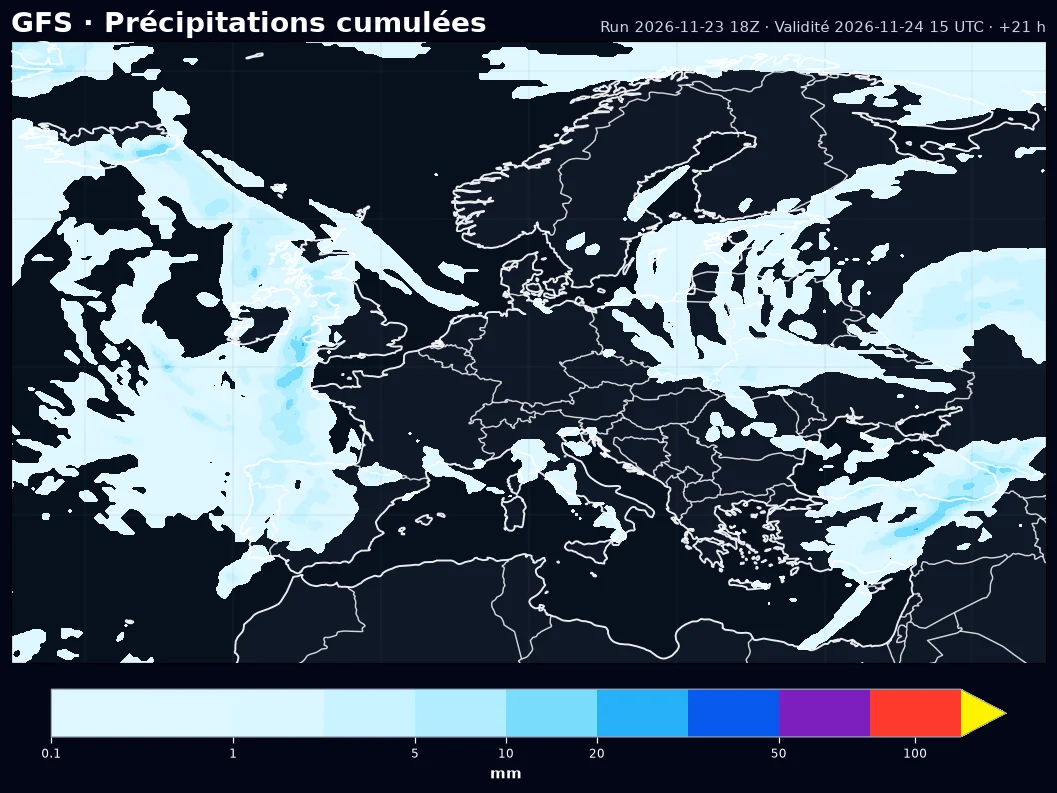 GFS · Précipitations cumulées
Run 2026-11-23 18Z · Validité 2026-11-24 15 UTC · +21 h
0.1 1 5 10 20 50 100
mm